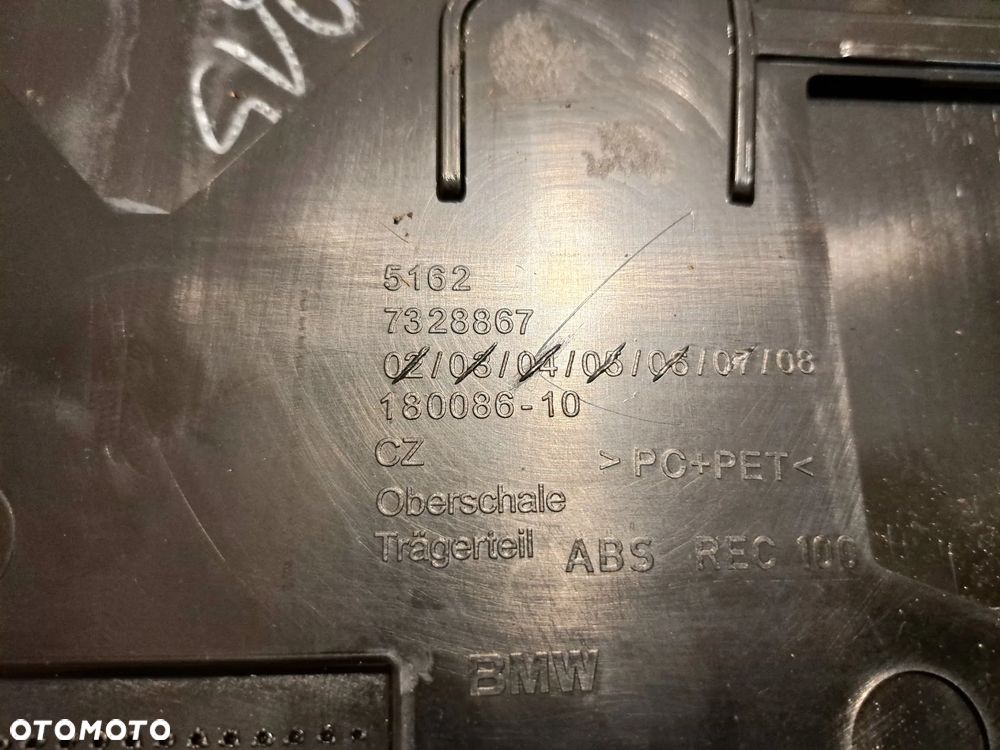 5162
7328867
02/03/04/05/06/07/08
180086-10
CZ >PC+PET<
Oberschale
Trägerteil ABS REC 100
BMW
OTOMOTO